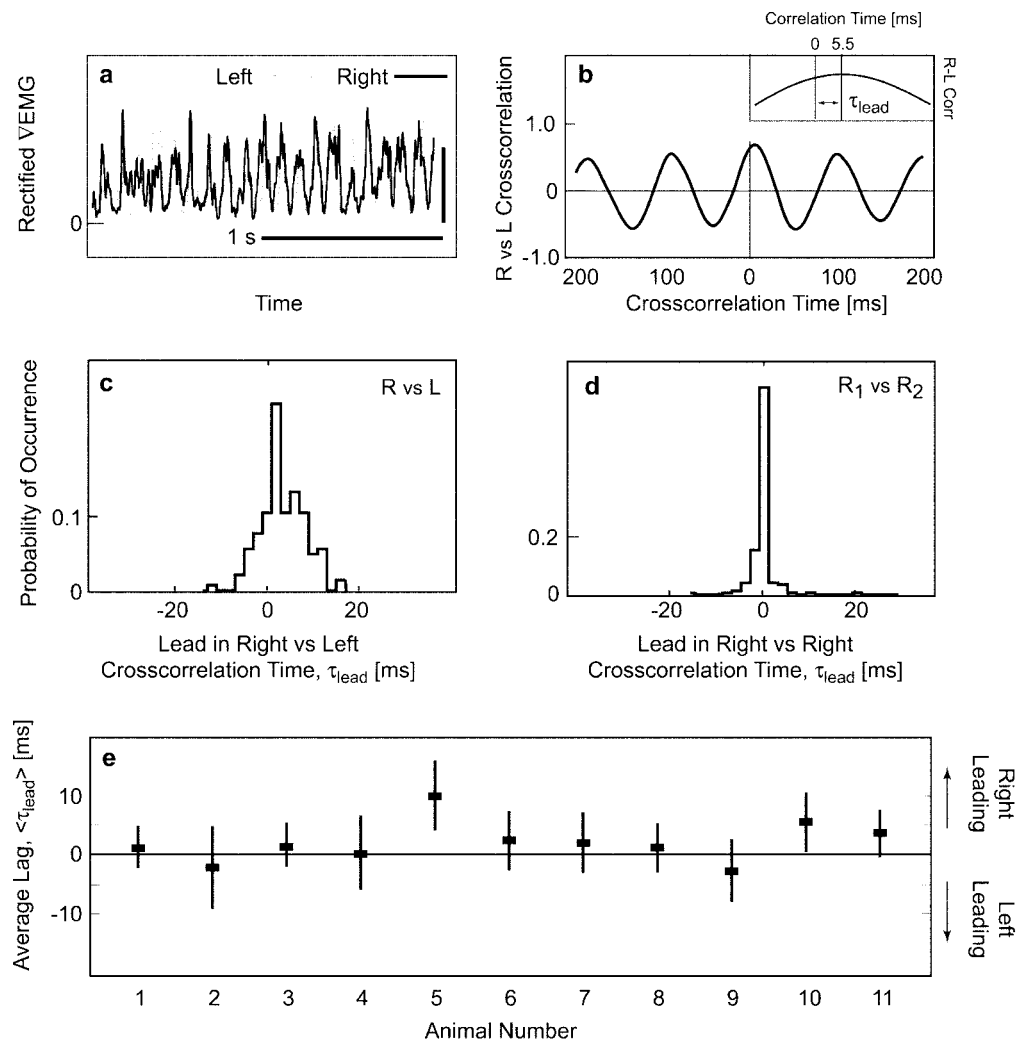 a
Left
Right
Rectified ∇EMG
0
1 s
Time
Correlation Time [ms]
0 5.5
τlead
R-L Corr
b
R vs L Crosscorrelation
1.0
0
-1.0
200 100 0 100 200
Crosscorrelation Time [ms]
c
R vs L
Probability of Occurrence
0.1
0
-20 0 20
Lead in Right vs Left
Crosscorrelation Time, τlead [ms]
d
R1 vs R2
0.2
0
-20 0 20
Lead in Right vs Right
Crosscorrelation Time, τlead [ms]
e
Average Lag, <τlead> [ms]
10
0
-10
Right
Leading
Left
Leading
1 2 3 4 5 6 7 8 9 10 11
Animal Number